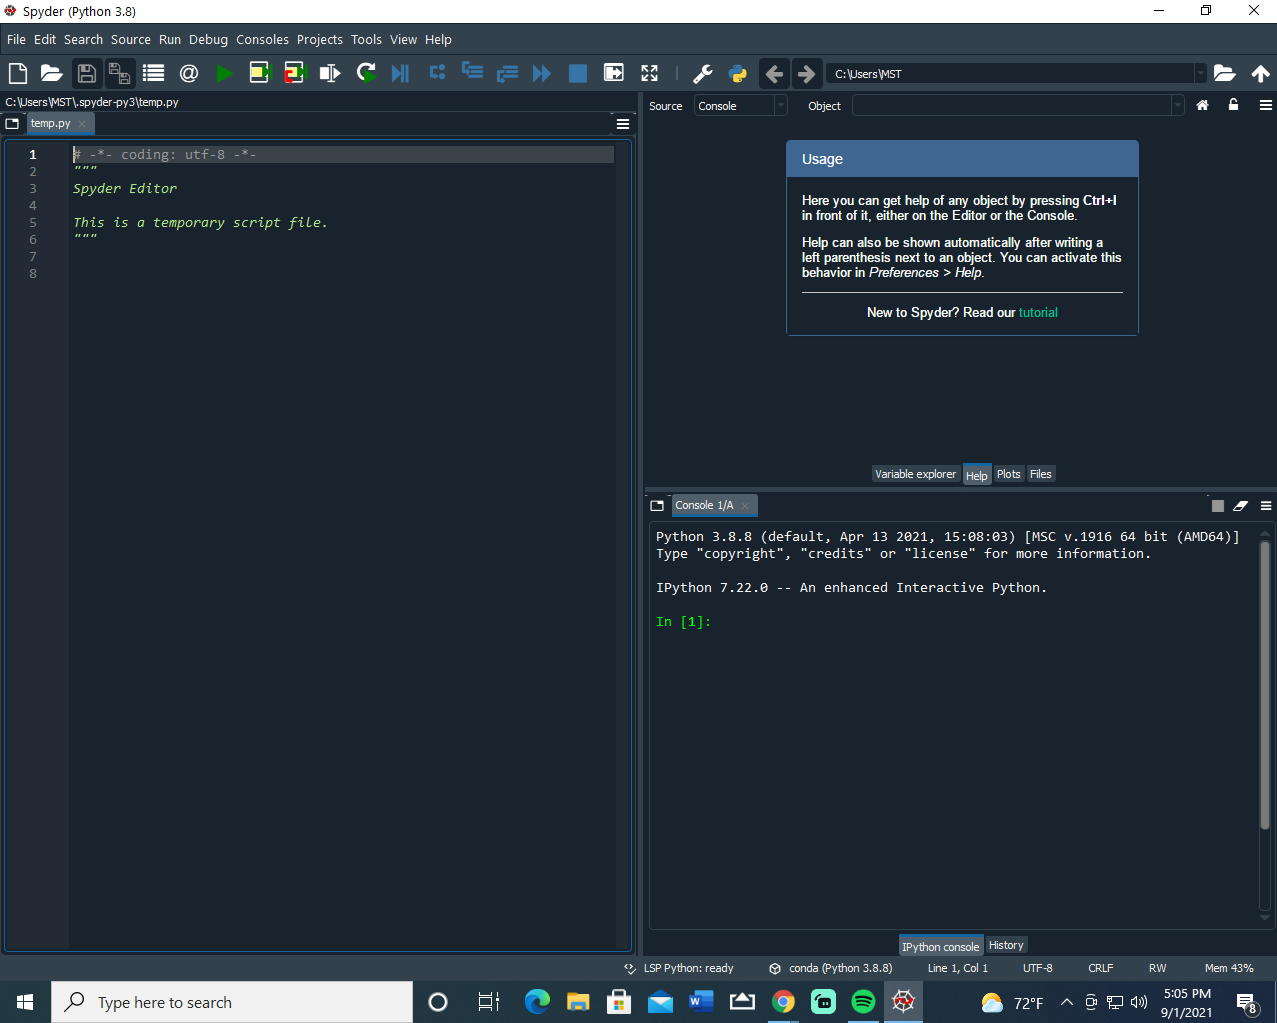 Spyder (Python 3.8)
File Edit Search Source Run Debug Consoles Projects Tools View Help
C:\Users\MST
C:\Users\MST\.spyder-py3\temp.py
temp.py
1 # -*- coding: utf-8 -*-
2 """
3 Spyder Editor
4
5 This is a temporary script file.
6 """
7
8
Source Console Object
Usage
Here you can get help of any object by pressing Ctrl+I
in front of it, either on the Editor or the Console.
Help can also be shown automatically after writing a
left parenthesis next to an object. You can activate this
behavior in Preferences > Help.
New to Spyder? Read our tutorial
Variable explorer Help Plots Files
Console 1/A
Python 3.8.8 (default, Apr 13 2021, 15:08:03) [MSC v.1916 64 bit (AMD64)]
Type "copyright", "credits" or "license" for more information.
IPython 7.22.0 -- An enhanced Interactive Python.
In [1]:
IPython console History
LSP Python: ready conda (Python 3.8.8) Line 1, Col 1 UTF-8 CRLF RW Mem 43%
Type here to search
72°F
5:05 PM
9/1/2021
8